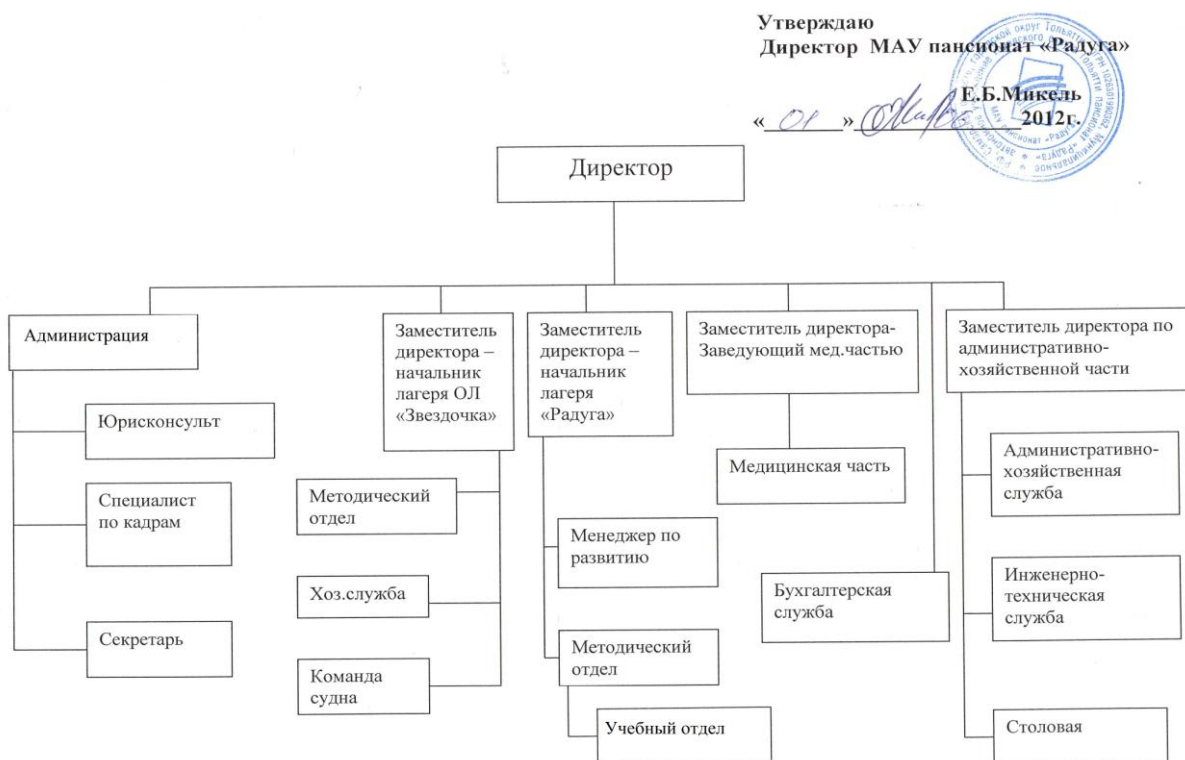 Утверждаю
Директор МАУ пансионат «Радуга»
Е.Б.Микель
« 01 » 2012г.
Директор
Администрация
Юрисконсульт
Специалист
по кадрам
Секретарь
Заместитель
директора –
начальник
лагеря ОЛ
«Звездочка»
Методический
отдел
Хоз.служба
Команда
судна
Заместитель
директора –
начальник
лагеря
«Радуга»
Менеджер по
развитию
Методический
отдел
Учебный отдел
Заместитель директора-
Заведующий мед.частью
Медицинская часть
Бухгалтерская
служба
Заместитель директора по
административно-
хозяйственной части
Административно-
хозяйственная
служба
Инженерно-
техническая
служба
Столовая